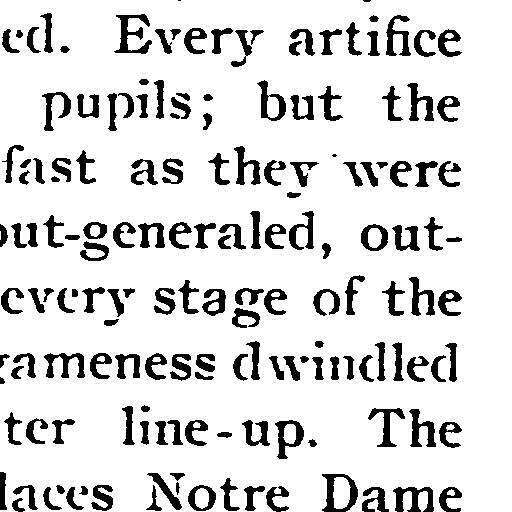 ed. Every artifice
pupils; but the
fast as they were
out-generaled, out-
every stage of the
gameness dwindled
ter line-up. The
laces Notre Dame